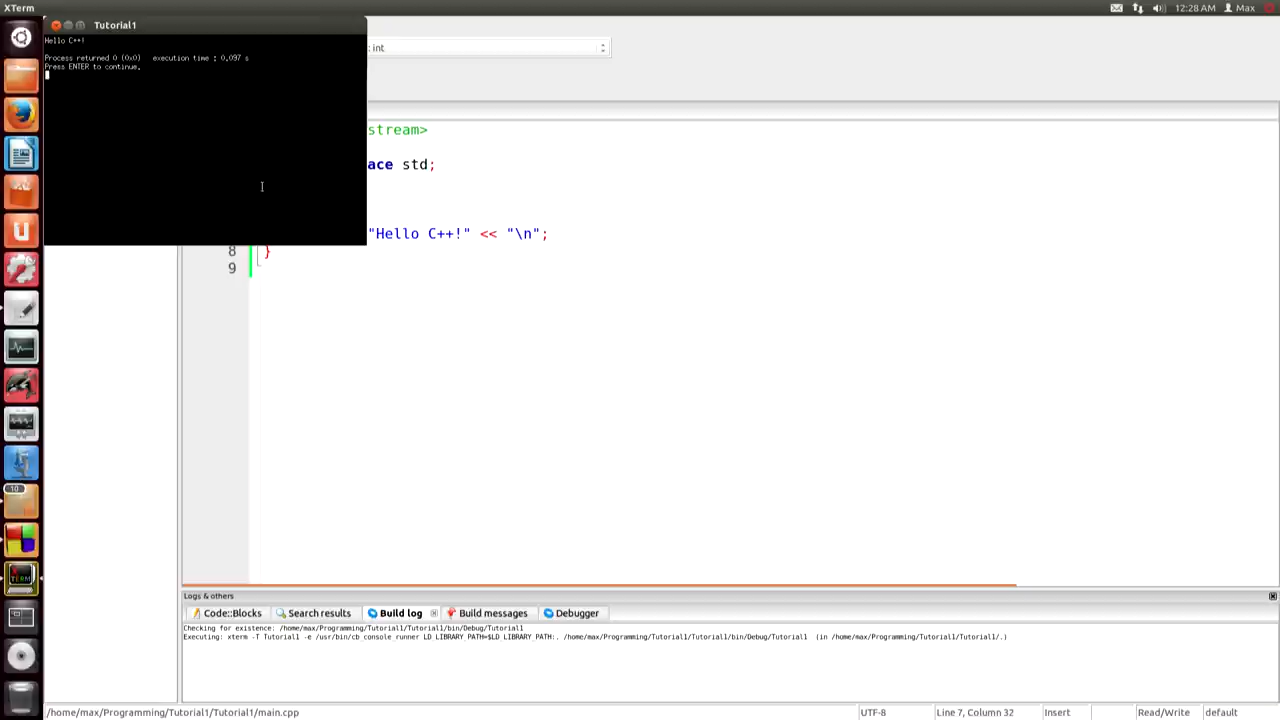 XTerm
12:28 AM Max
Tutorial1
Hello C++!
Process returned 0 (0x0) execution time : 0.097 s
Press ENTER to continue.
: int
stream>
ace std;
"Hello C++!" << "\n";
8 }
9
10
Logs & others
Code::Blocks Search results Build log Build messages Debugger
Checking for existence: /home/max/Programming/Tutorial1/Tutorial1/bin/Debug/Tutorial1
Executing: xterm -T Tutorial1 -e /usr/bin/cb_console_runner LD_LIBRARY_PATH=$LD_LIBRARY_PATH:. /home/max/Programming/Tutorial1/Tutorial1/bin/Debug/Tutorial1 (in /home/max/Programming/Tutorial1/Tutorial1/.)
/home/max/Programming/Tutorial1/Tutorial1/main.cpp UTF-8 Line 7, Column 32 Insert Read/Write default